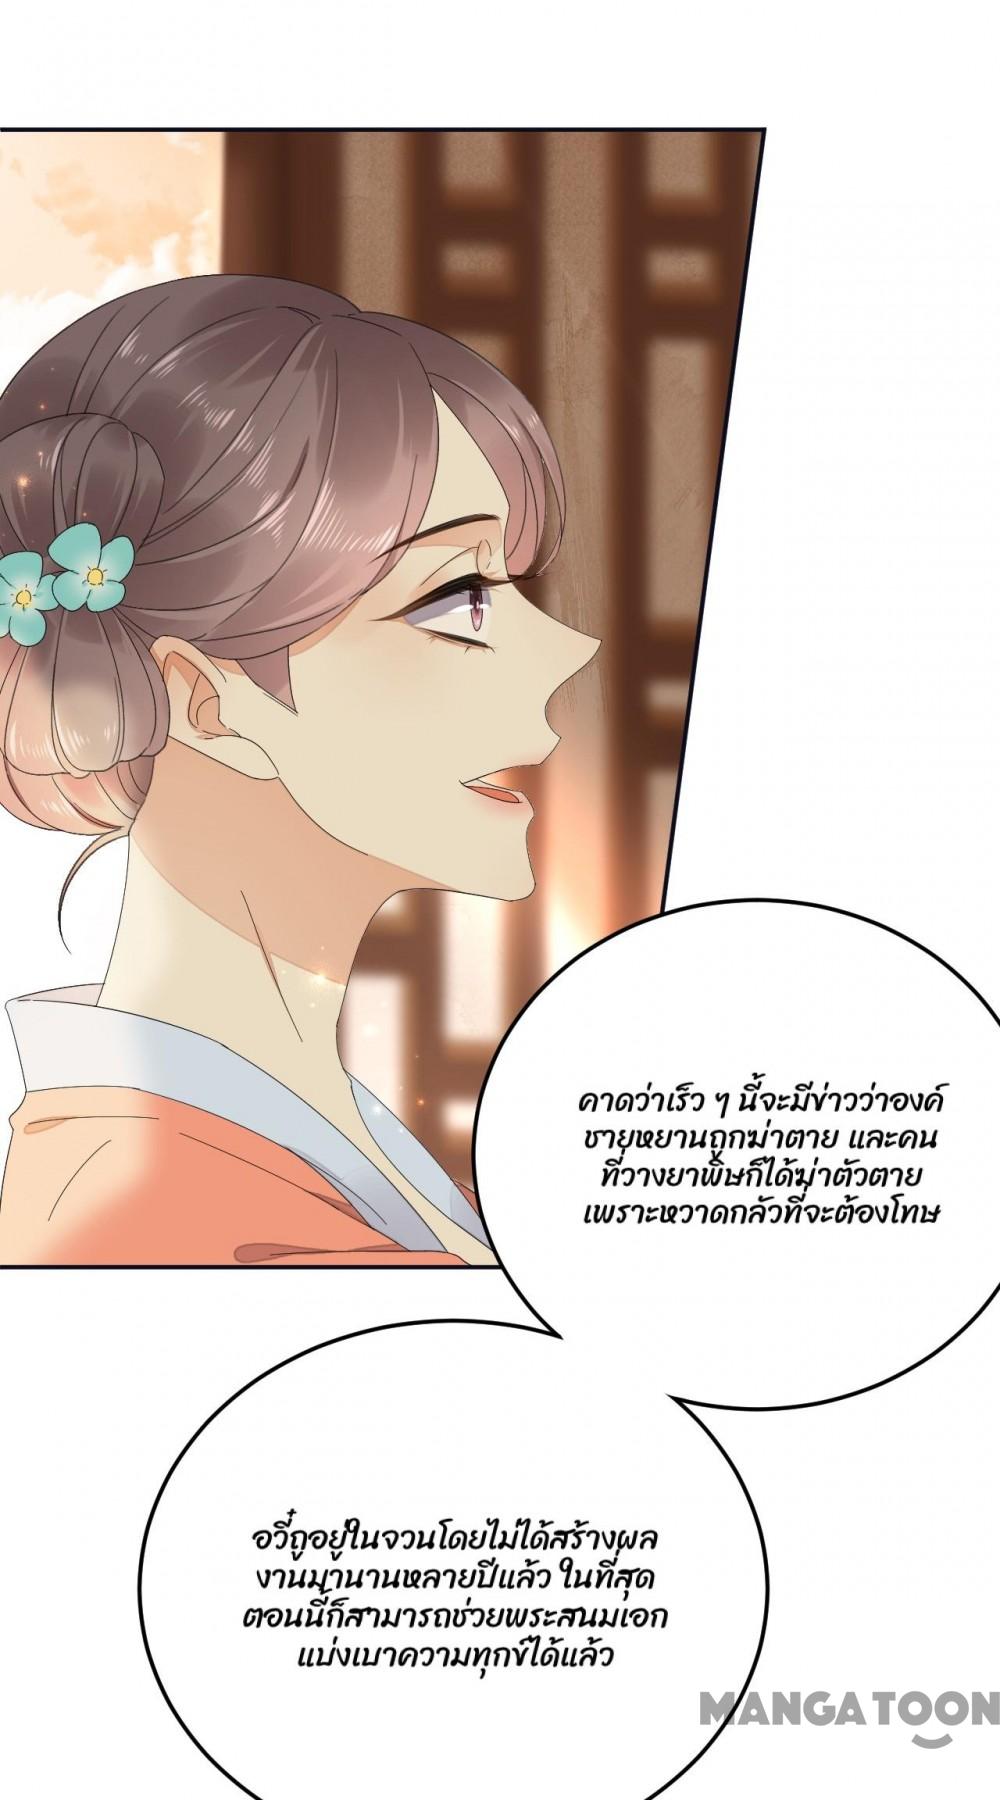 คาดว่าเร็ว ๆ นี้จะมีข่าวว่าองค์
ชายหยานถูกฆ่าตาย และคน
ที่วางยาพิษก็ได้ฆ่าตัวตาย
เพราะหวาดกลัวที่จะต้องโทษ
อวี๋ถูอยู่ในจวนโดยไม่ได้สร้างผล
งานมานานหลายปีแล้ว ในที่สุด
ตอนนี้ก็สามารถช่วยพระสนมเอก
แบ่งเบาความทุกข์ได้แล้ว
MANGATOON